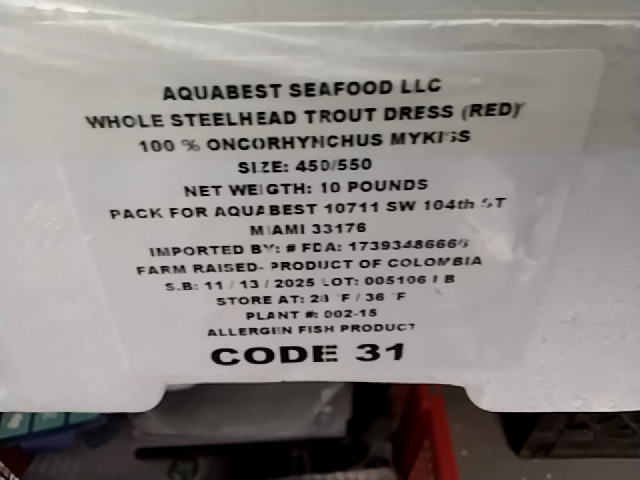 AQUABEST SEAFOOD LLC
WHOLE STEELHEAD TROUT DRESS (RED)
100 % ONCORHYNCHUS MYKISS
SIZE: 450/550
NET WEIGTH: 10 POUNDS
PACK FOR AQUABEST 10711 SW 104th ST
MIAMI 33176
IMPORTED BY: # FDA: 17393486666
FARM RAISED- PRODUCT OF COLOMBIA
S.B: 11 / 13 / 2025 LOT: 005106 B
STORE AT: 28 °F / 36 °F
PLANT #: 002-15
ALLERGEN FISH PRODUCT
CODE 31